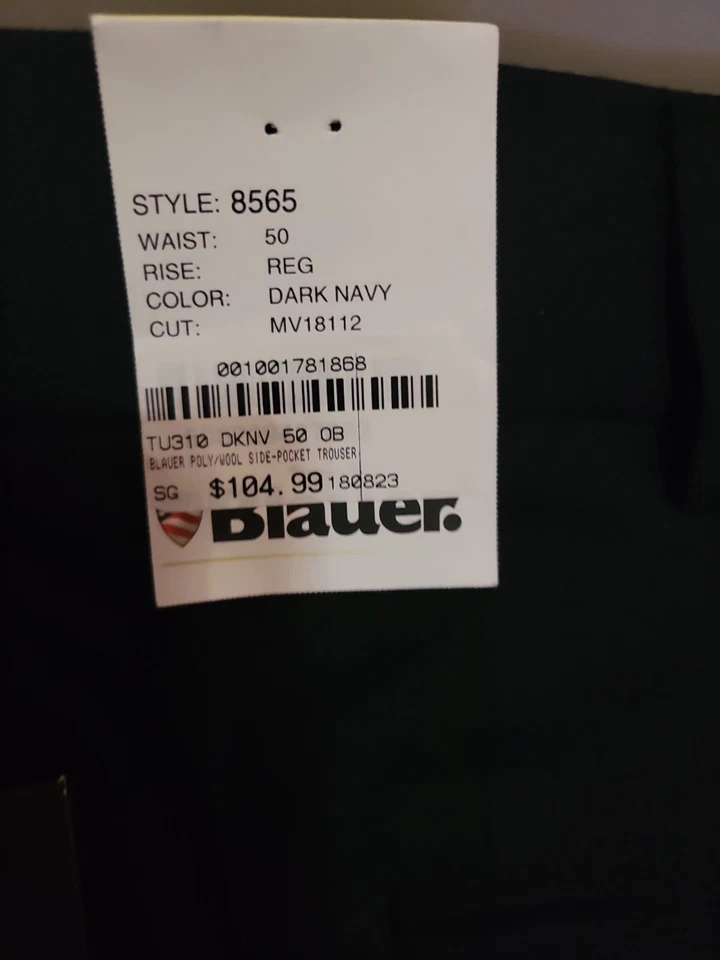 STYLE: 8565
WAIST: 50
RISE: REG
COLOR: DARK NAVY
CUT: MV18112
001001781868
TU310 DKNV 50 OB
BLAUER POLY/WOOL SIDE-POCKET TROUSER
SG $104.99 180823
Blauer.